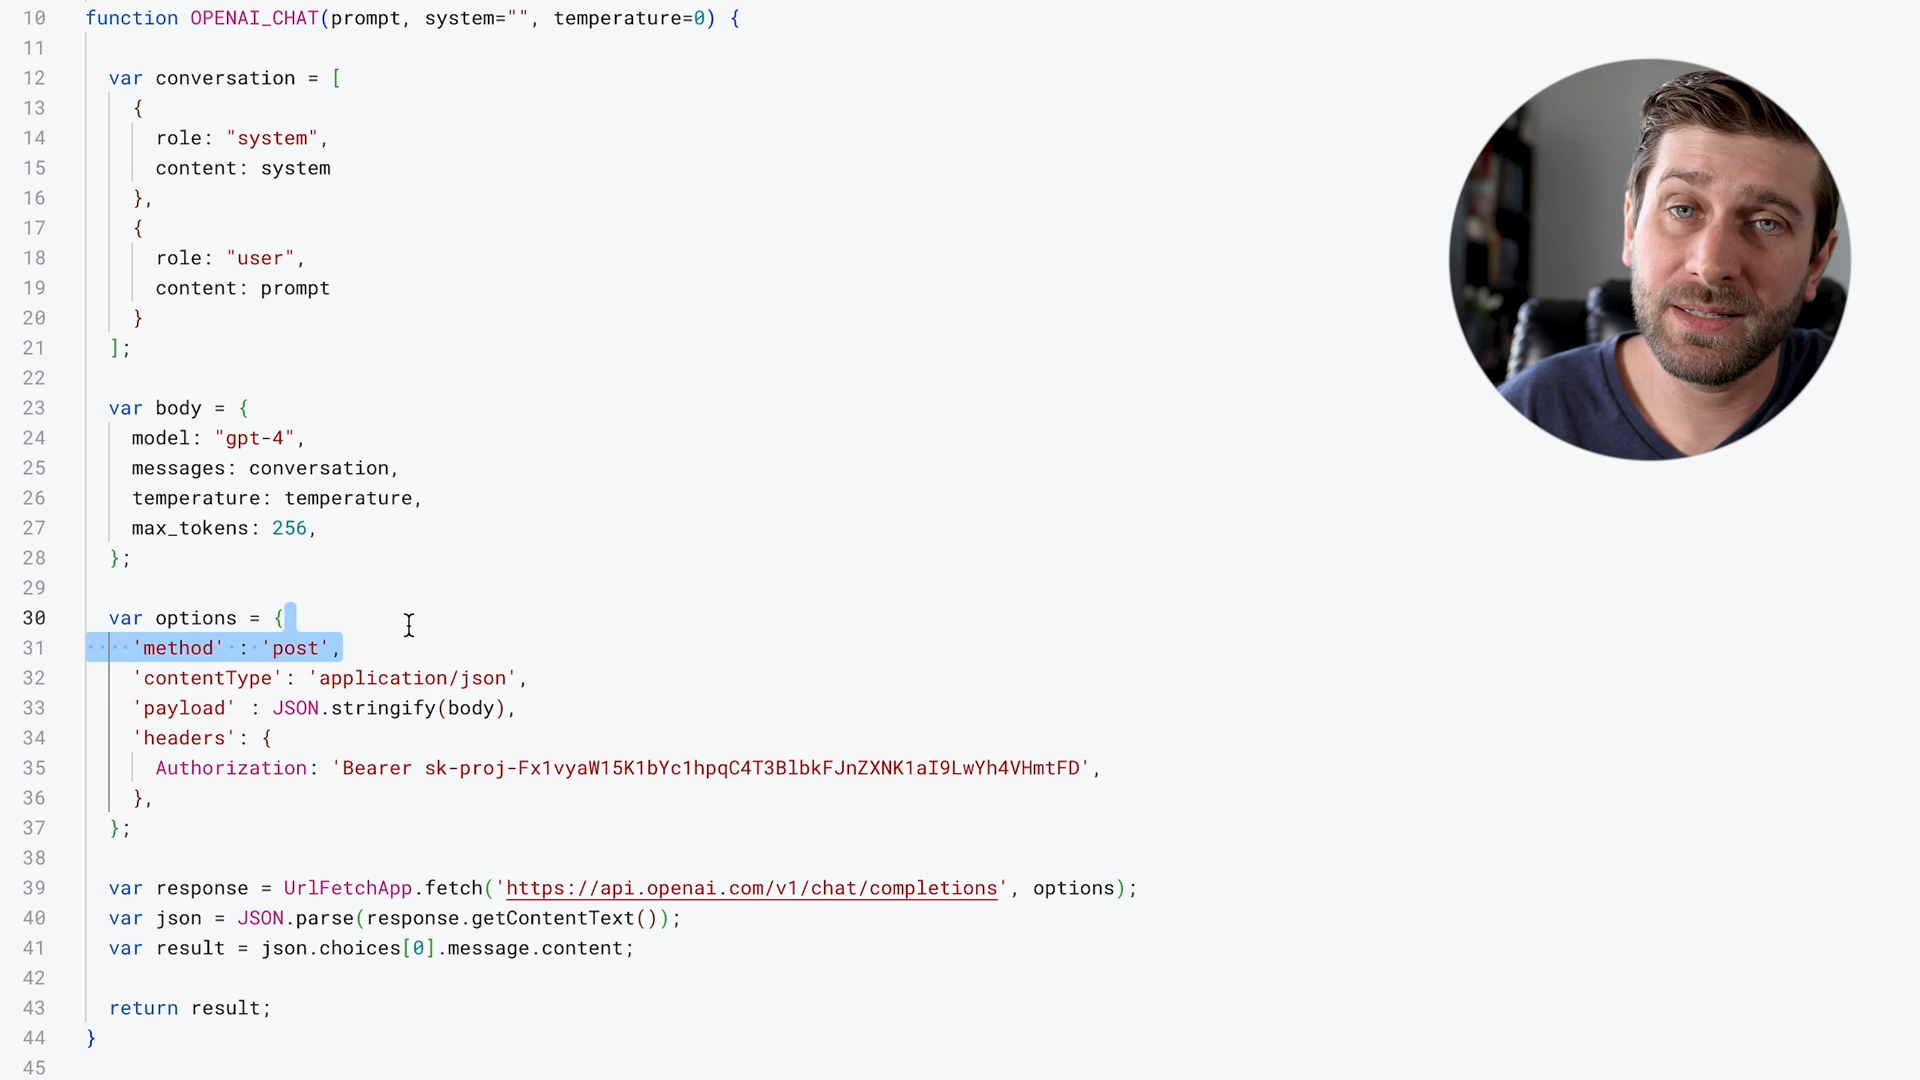 10 function OPENAI_CHAT(prompt, system="", temperature=0) {
11
12 var conversation = [
13 {
14 role: "system",
15 content: system
16 },
17 {
18 role: "user",
19 content: prompt
20 }
21 ];
22
23 var body = {
24 model: "gpt-4",
25 messages: conversation,
26 temperature: temperature,
27 max_tokens: 256,
28 };
29
30 var options = {
31 'method' : 'post',
32 'contentType': 'application/json',
33 'payload' : JSON.stringify(body),
34 'headers': {
35 Authorization: 'Bearer sk-proj-Fx1vyaW15K1bYc1hpqC4T3BlbkFJnZXNK1aI9LwYh4VHmtFD',
36 },
37 };
38
39 var response = UrlFetchApp.fetch('https://api.openai.com/v1/chat/completions', options);
40 var json = JSON.parse(response.getContentText());
41 var result = json.choices[0].message.content;
42
43 return result;
44 }
45